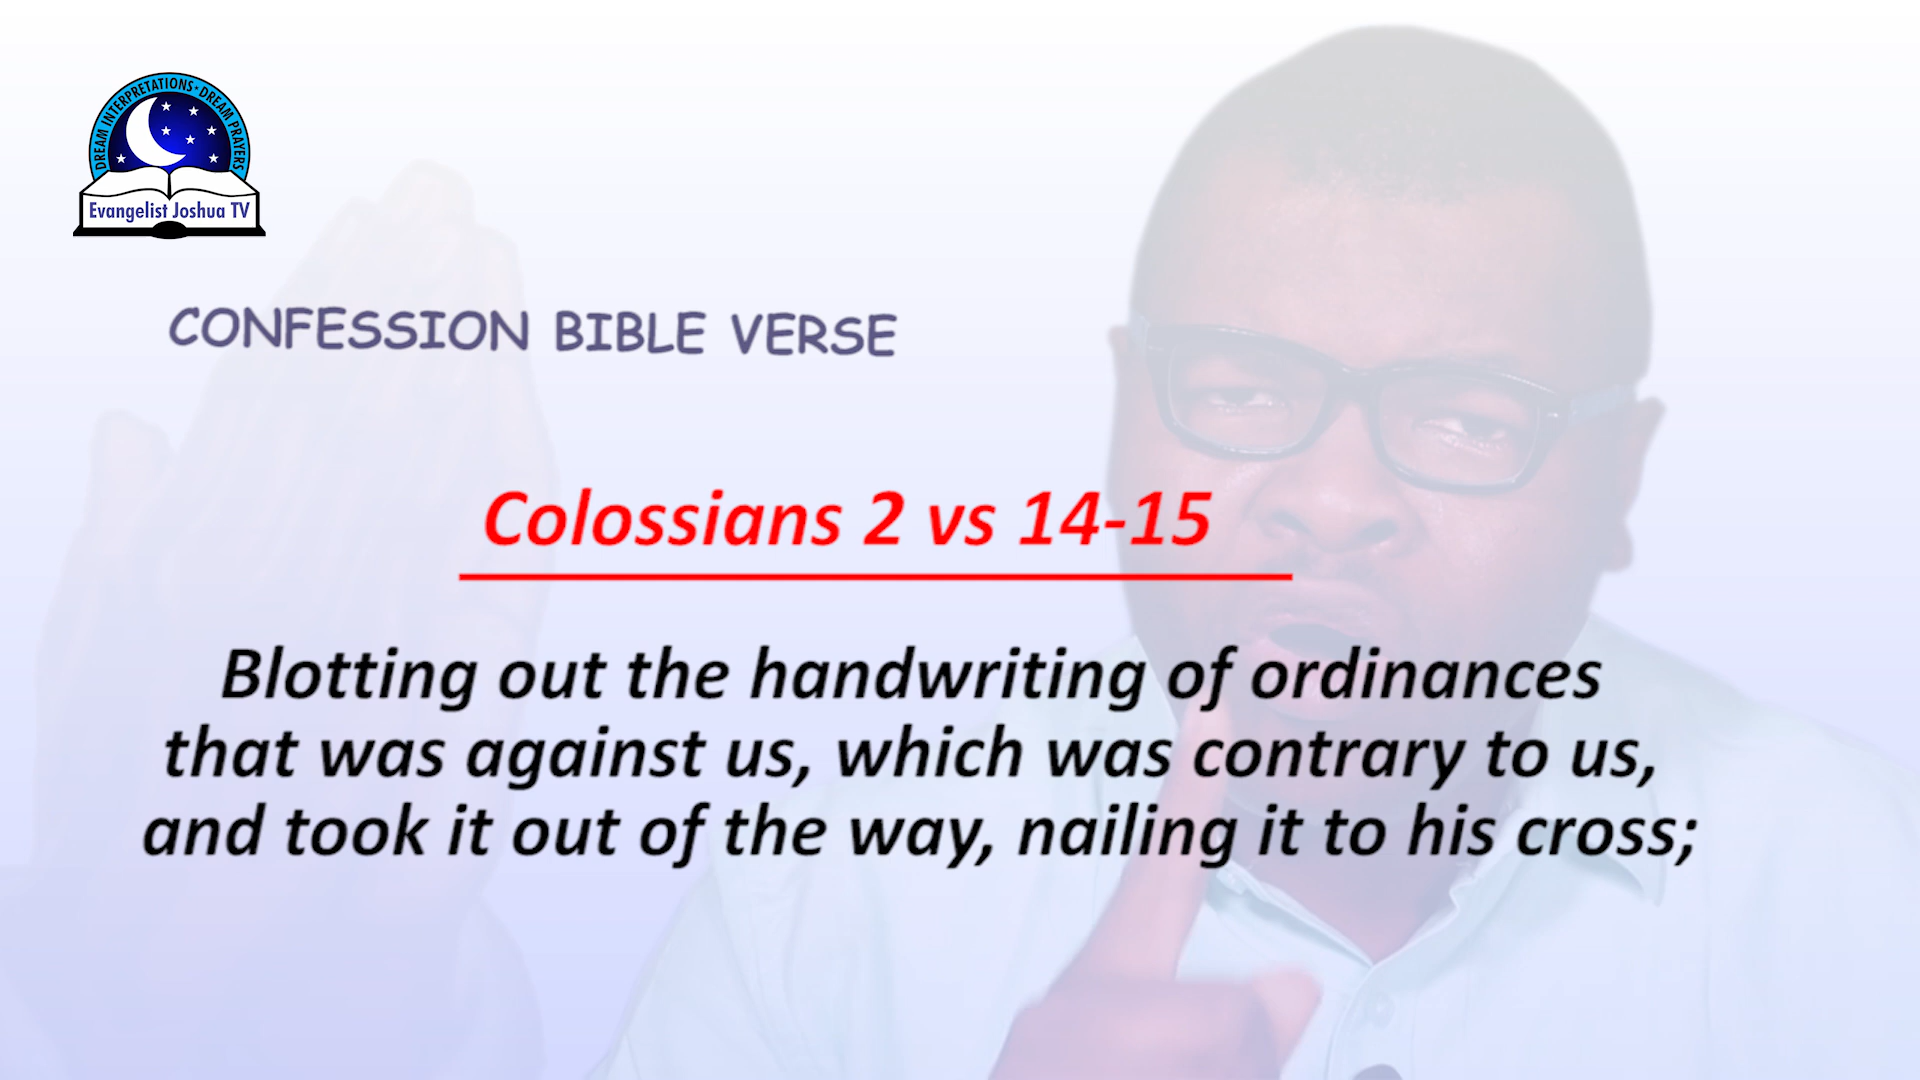 DREAM INTERPRETATIONS • DREAM PRAYERS
Evangelist Joshua TV
CONFESSION BIBLE VERSE
Colossians 2 vs 14-15
Blotting out the handwriting of ordinances
that was against us, which was contrary to us,
and took it out of the way, nailing it to his cross;